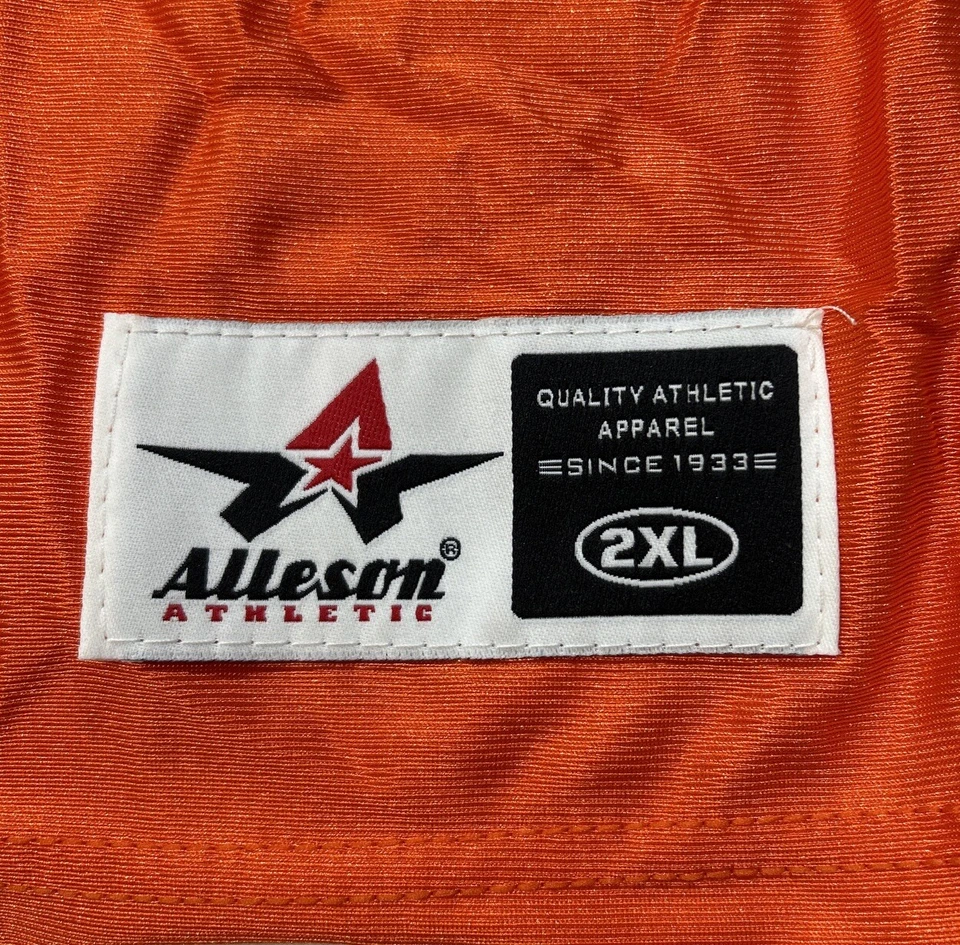 Alleson®
ATHLETIC
QUALITY ATHLETIC
APPAREL
SINCE 1933
2XL